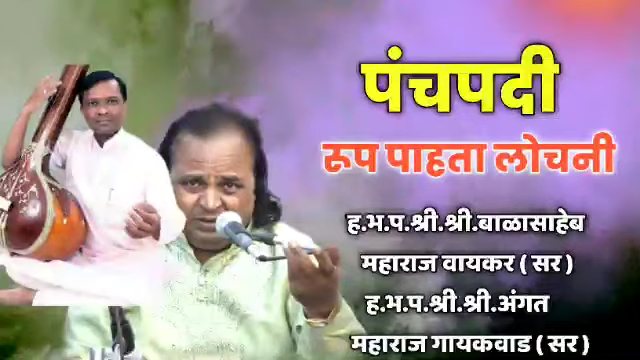 पंचपदी
रूप पाहता लोचनी
ह.भ.प.श्री.श्री.बाळासाहेब
महाराज वायकर ( सर )
ह.भ.प.श्री.श्री.अंगत
महाराज गायकवाड ( सर )